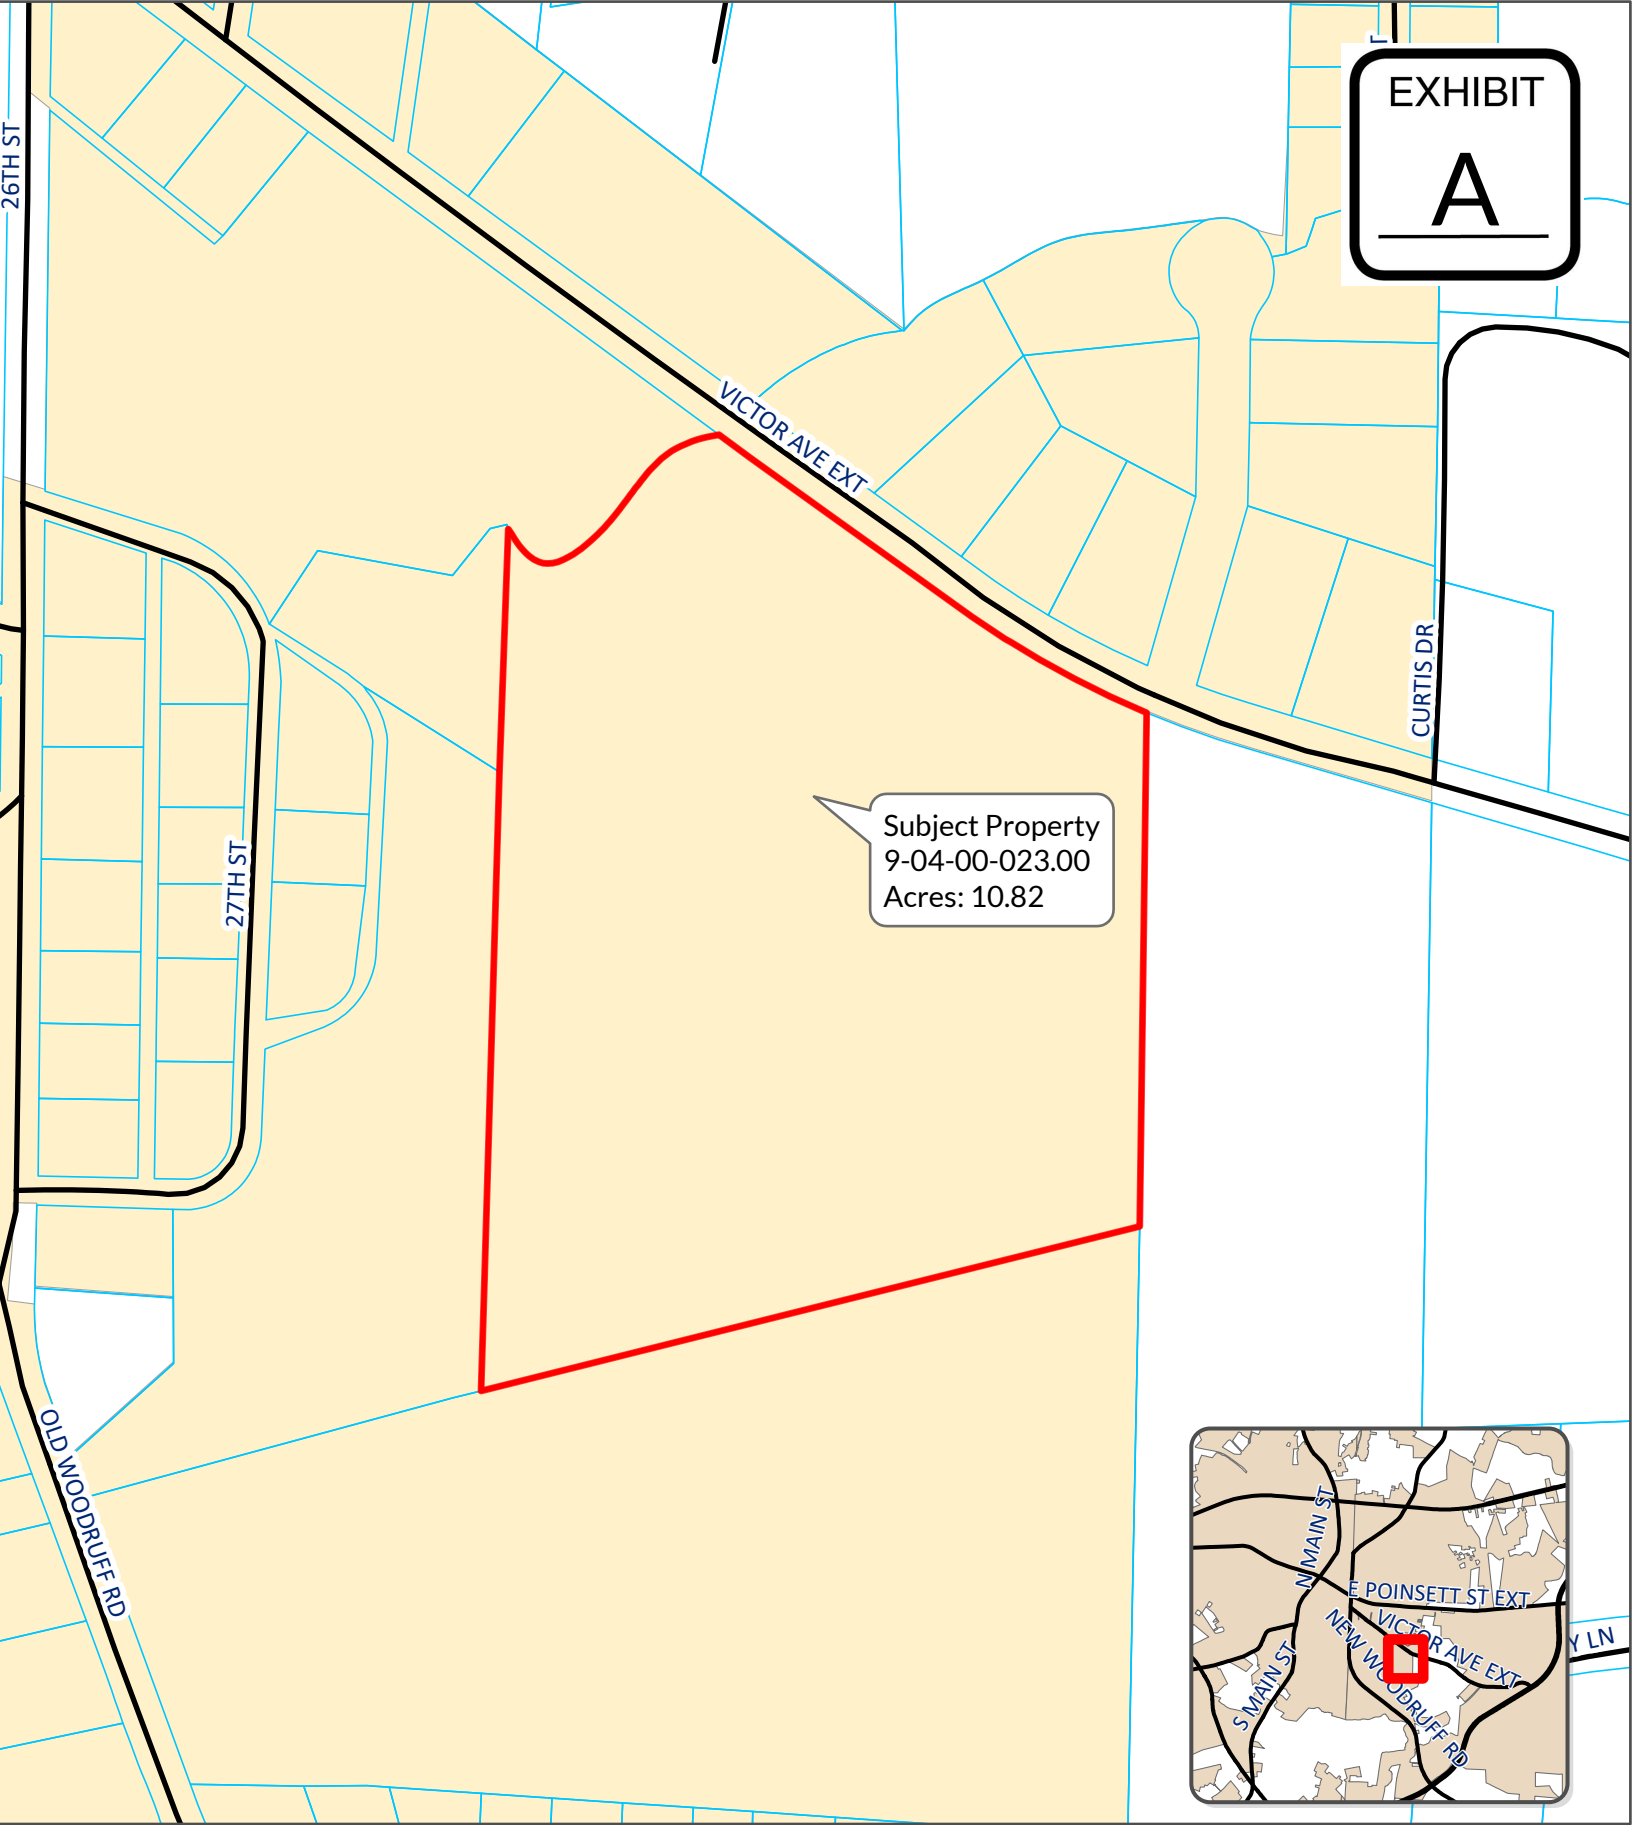 T
EXHIBIT
A
26TH ST
VICTOR AVE EXT
CURTIS DR
Subject Property
9-04-00-023.00
Acres: 10.82
27TH ST
OLD WOODRUFF RD
N MAIN ST
E POINSETT ST EXT
VICTOR AVE EXT
NEW WOODRUFF RD
S MAIN ST
Y LN